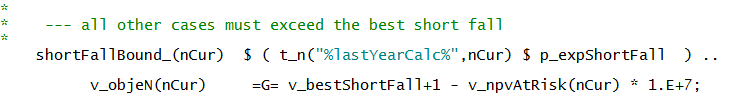 *
*     --- all other cases must exceed the best short fall
*
shortFallBound_(nCur)  $ ( t_n("%lastYearCalc%",nCur) $ p_expShortFall  ) ..
v_objeN(nCur)     =G= v_bestShortFall+1 - v_npvAtRisk(nCur) * 1.E+7;